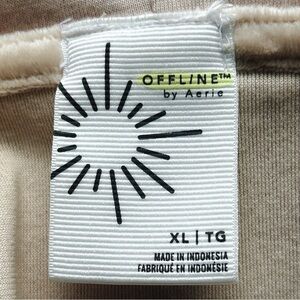 OFFLINE™
by Aerie
XL | TG
MADE IN INDONESIA
FABRIQUÉ EN INDONÉSIE